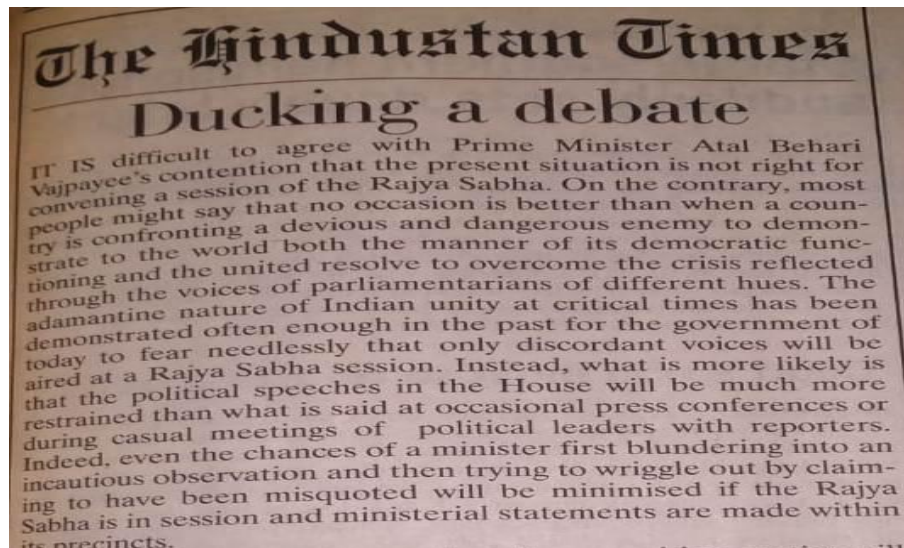 The Hindustan Times
Ducking a debate
IT IS difficult to agree with Prime Minister Atal Behari
Vajpayee's contention that the present situation is not right for
convening a session of the Rajya Sabha. On the contrary, most
people might say that no occasion is better than when a coun-
try is confronting a devious and dangerous enemy to demon-
strate to the world both the manner of its democratic func-
tioning and the united resolve to overcome the crisis reflected
through the voices of parliamentarians of different hues. The
adamantine nature of Indian unity at critical times has been
demonstrated often enough in the past for the government of
today to fear needlessly that only discordant voices will be
aired at a Rajya Sabha session. Instead, what is more likely is
that the political speeches in the House will be much more
restrained than what is said at occasional press conferences or
during casual meetings of political leaders with reporters.
Indeed, even the chances of a minister first blundering into an
incautious observation and then trying to wriggle out by claim-
ing to have been misquoted will be minimised if the Rajya
Sabha is in session and ministerial statements are made within
its precincts.